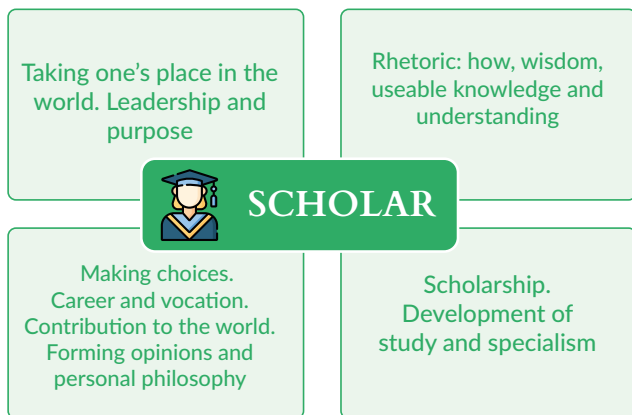 Taking one's place in the
world. Leadership and
purpose
Rhetoric: how, wisdom,
useable knowledge and
understanding
SCHOLAR
Making choices.
Career and vocation.
Contribution to the world.
Forming opinions and
personal philosophy
Scholarship.
Development of
study and specialism